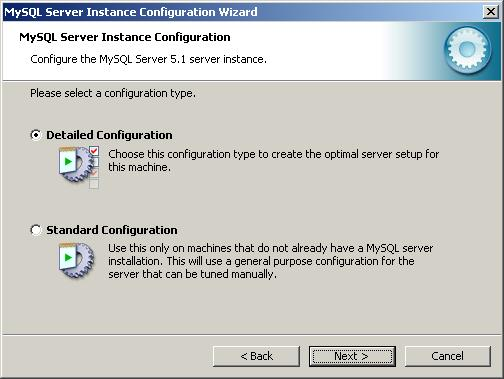 MySQL Server Instance Configuration Wizard
MySQL Server Instance Configuration
Configure the MySQL Server 5.1 server instance.
Please select a configuration type.
Detailed Configuration
Choose this configuration type to create the optimal server setup for
this machine.
Standard Configuration
Use this only on machines that do not already have a MySQL server
installation. This will use a general purpose configuration for the
server that can be tuned manually.
< Back
Next >
Cancel